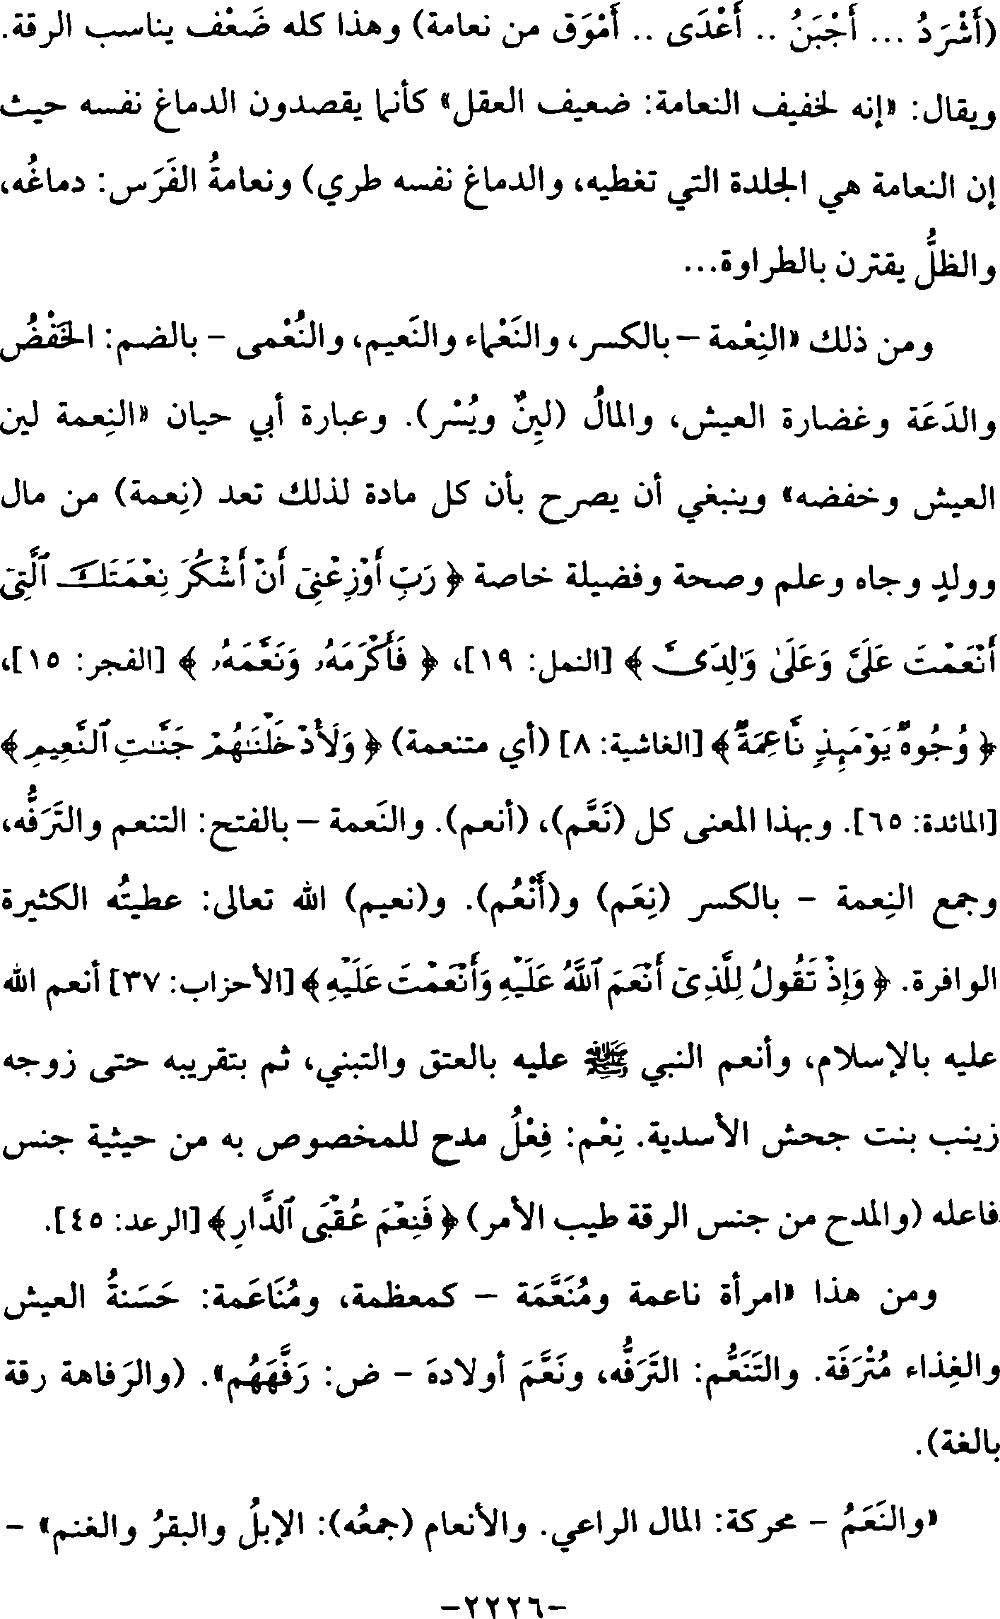 (أَشْرَدُ ... أَجْبَنُ .. أَعْدَى .. أَمْوَق من نعامة) وهذا كله ضَعْف يناسب الرقة.
ويقال: «إنه لخفيف النعامة: ضعيف العقل» كأنما يقصدون الدماغ نفسه حيث
إن النعامة هي الجلدة التي تغطيه، والدماغ نفسه طري) ونعامةُ الفَرَس: دماغُه،
والظلُّ يقترن بالطراوة...
ومن ذلك «النِعْمة – بالكسر، والنَعْماء والنَعيم، والنُعْمى – بالضم: الخَفْضُ
والدَعَة وغضارة العيش، والمالُ (لينٌ ويُسْر). وعبارة أبي حيان «النِعمة لين
العيش وخفضه» وينبغي أن يصرح بأن كل مادة لذلك تعد (نِعمة) من مال
وولدٍ وجاه وعلم وصحة وفضيلة خاصة ﴿ رَبِّ أَوْزِعْنِىٓ أَنْ أَشْكُرَ نِعْمَتَكَ ٱلَّتِىٓ
أَنْعَمْتَ عَلَىَّ وَعَلَىٰ وَٰلِدَىَّ ﴾ [النمل: ١٩]، ﴿ فَأَكْرَمَهُۥ وَنَعَّمَهُۥ ﴾ [الفجر: ١٥]،
﴿ وُجُوهٌ يَوْمَئِذٍ نَّاعِمَةٌ ﴾ [الغاشية: ٨] (أي متنعمة) ﴿ وَلَأَدْخَلْنَٰهُمْ جَنَّٰتِ ٱلنَّعِيمِ ﴾
[المائدة: ٦٥]. وبهذا المعنى كل (نَعَّم)، (أنعم). والنَعمة – بالفتح: التنعم والتَرَفُّه،
وجمع النِعمة – بالكسر (نِعَم) و(أَنْعُم). و(نعيم) الله تعالى: عطيتُه الكثيرة
الوافرة. ﴿ وَإِذْ تَقُولُ لِلَّذِىٓ أَنْعَمَ ٱللَّهُ عَلَيْهِ وَأَنْعَمْتَ عَلَيْهِ ﴾ [الأحزاب: ٣٧] أنعم الله
عليه بالإسلام، وأنعم النبي ﷺ عليه بالعتق والتبني، ثم بتقريبه حتى زوجه
زينب بنت جحش الأسدية. نِعْم: فِعْلُ مدح للمخصوص به من حيثية جنس
فاعله (والمدح من جنس الرقة طيب الأمر) ﴿ فَنِعْمَ عُقْبَى ٱلدَّارِ ﴾ [الرعد: ٤٥].
ومن هذا «امرأة ناعمة ومُنَعَّمَة – كمعظمة، ومُنَاعَمة: حَسَنةُ العيش
والغِذاء مُتْرَفَة. والتَنَعُّم: التَرَفُّه، ونَعَّمَ أولادهَ – ض: رَفَّهَهُم». (والرَفاهة رقة
بالغة).
«والنَعَمُ – محركة: المال الراعي. والأنعام (جمعُه): الإبلُ والبقرُ والغنم» –
-٢٢٢٦-